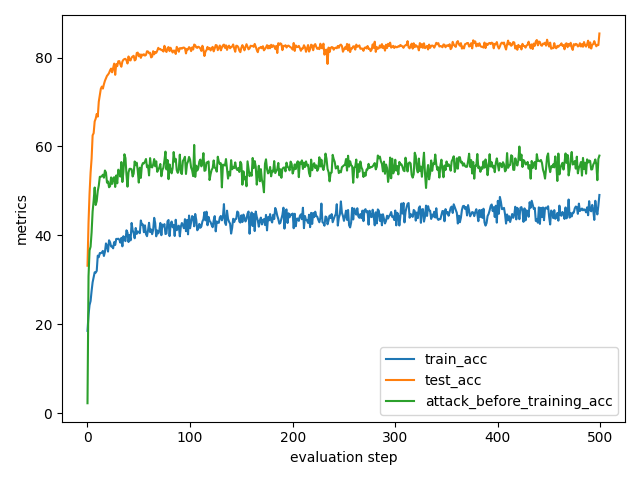 80
60
40
20
0
metrics
train_acc
test_acc
attack_before_training_acc
0
100
200
300
400
500
evaluation step